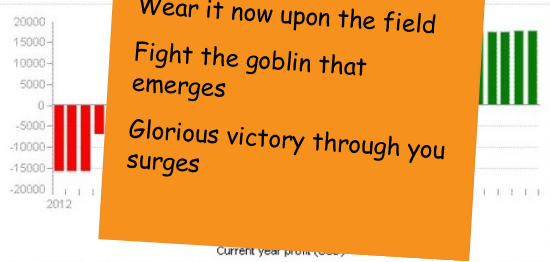 Wear it now upon the field
Fight the goblin that
emerges
Glorious victory through you
surges
20000
15000
10000
5000
0
-5000
-10000
-15000
-20000
2012
Current year profit